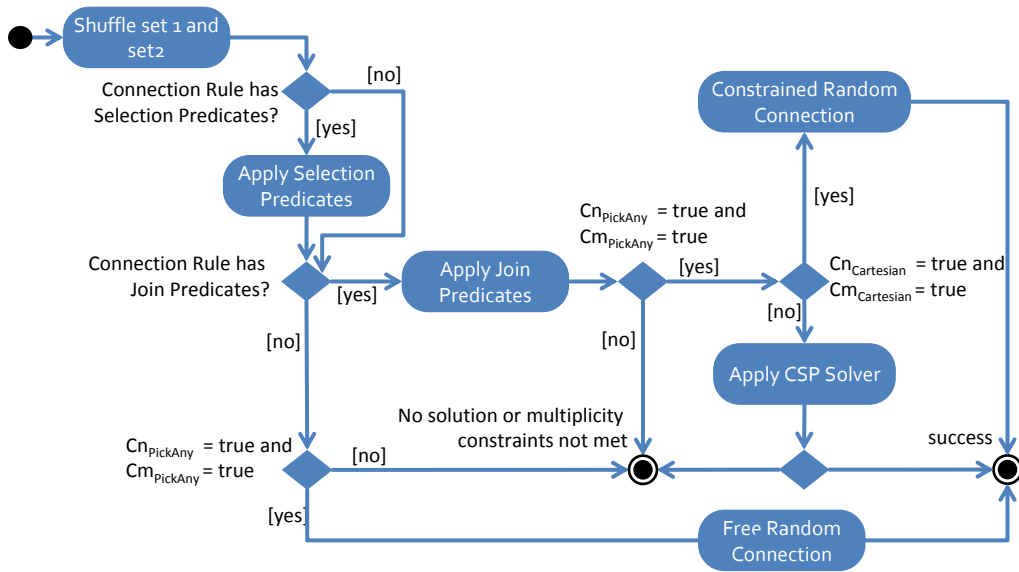 Shuffle set 1 and
set2
[no]
Connection Rule has
Selection Predicates?
[yes]
Apply Selection
Predicates
Constrained Random
Connection
[yes]
CnPickAny = true and
CmPickAny = true
Connection Rule has
Join Predicates?
[yes]
Apply Join
Predicates
[yes]
CnCartesian = true and
CmCartesian = true
[no]
[no]
[no]
Apply CSP Solver
No solution or multiplicity
constraints not met
success
CnPickAny = true and
CmPickAny = true
[no]
[yes]
Free Random
Connection